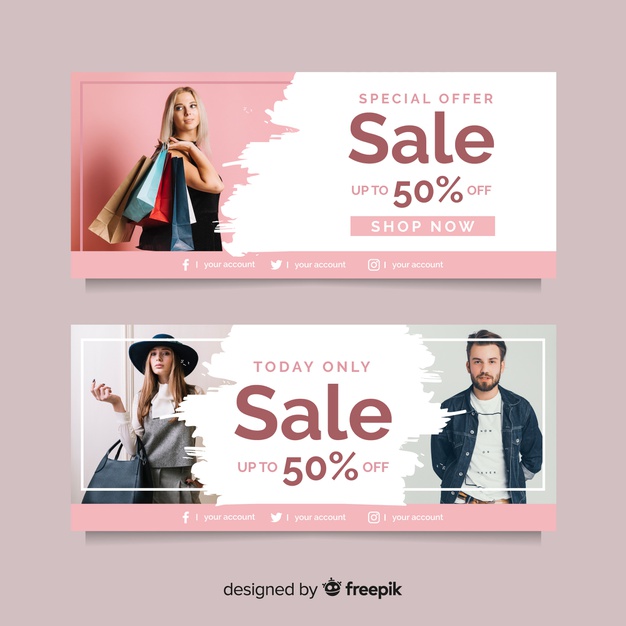 SPECIAL OFFER
Sale
UP TO 50% OFF
SHOP NOW
f | your account | your account | your account
TODAY ONLY
Sale
UP TO 50% OFF
f | your account | your account | your account
designed by freepik